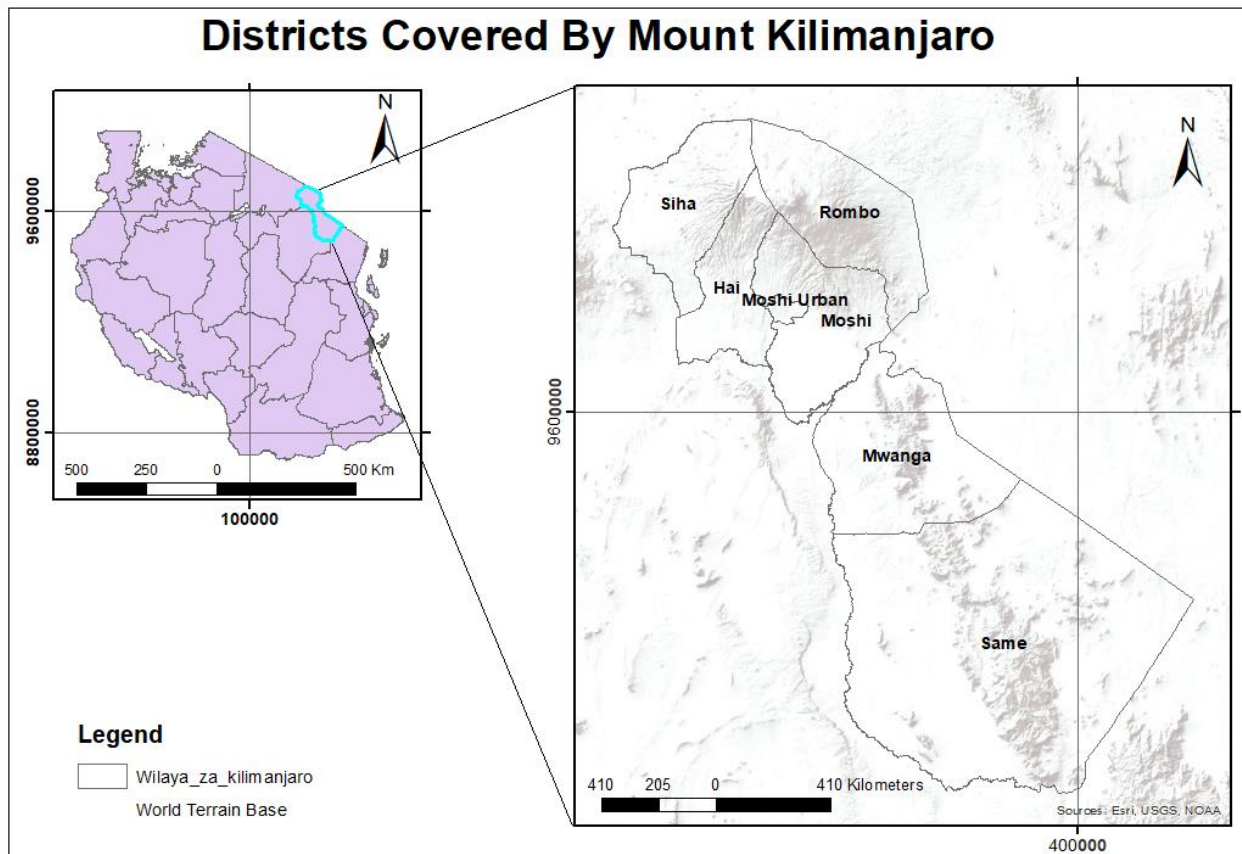 Districts Covered By Mount Kilimanjaro
N
9600000
8800000
500 250 0 500 Km
100000
Legend
Wilaya_za_kilimanjaro
World Terrain Base
N
Siha
Rombo
Hai
Moshi Urban
Moshi
9600000
Mwanga
Same
410 205 0 410 Kilometers
Sources: Esri, USGS, NOAA
400000